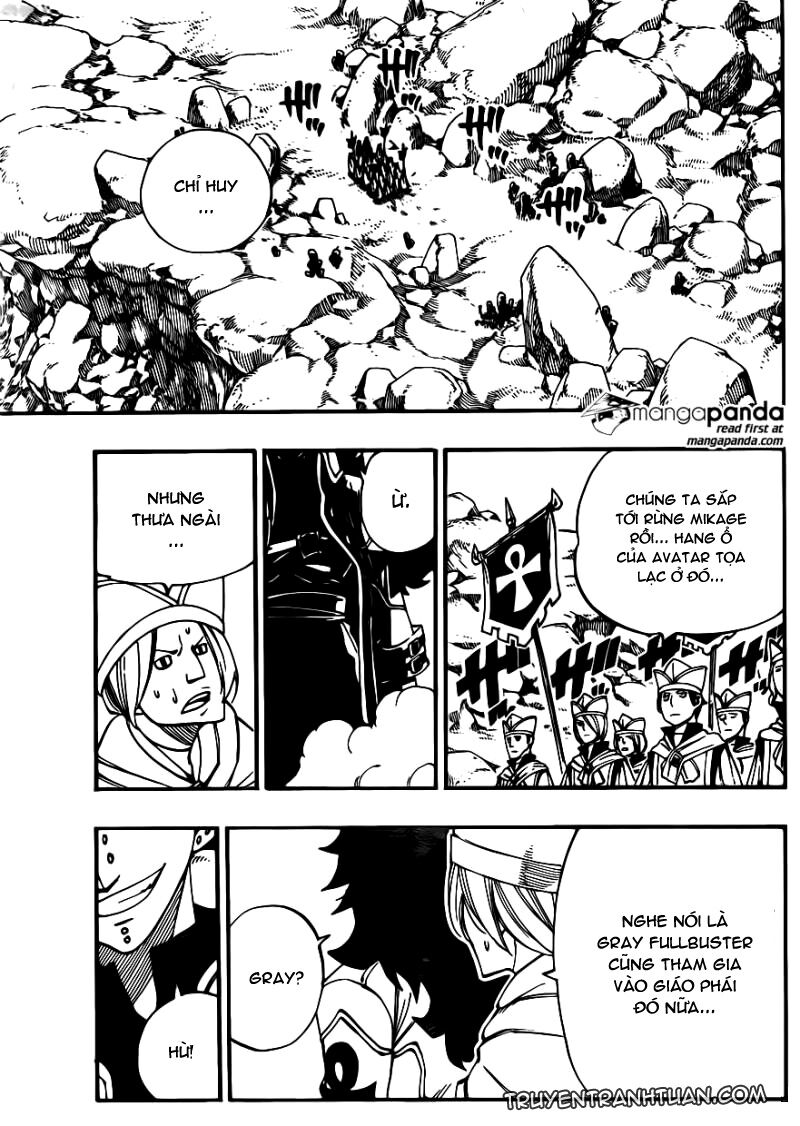 CHỈ HUY
...
mangapanda
read first at
mangapanda.com
CHÚNG TA SẮP
TỚI RỪNG MIKAGE
RỒI... HANG Ổ
CỦA AVATAR TỌA
LẠC Ở ĐÓ...
Ừ.
NHƯNG
THƯA NGÀI
...
NGHE NÓI LÀ
GRAY FULLBUSTER
CŨNG THAM GIA
VÀO GIÁO PHÁI
ĐÓ NỮA...
GRAY?
HỪ!
TRUYENTRANHTUAN.COM